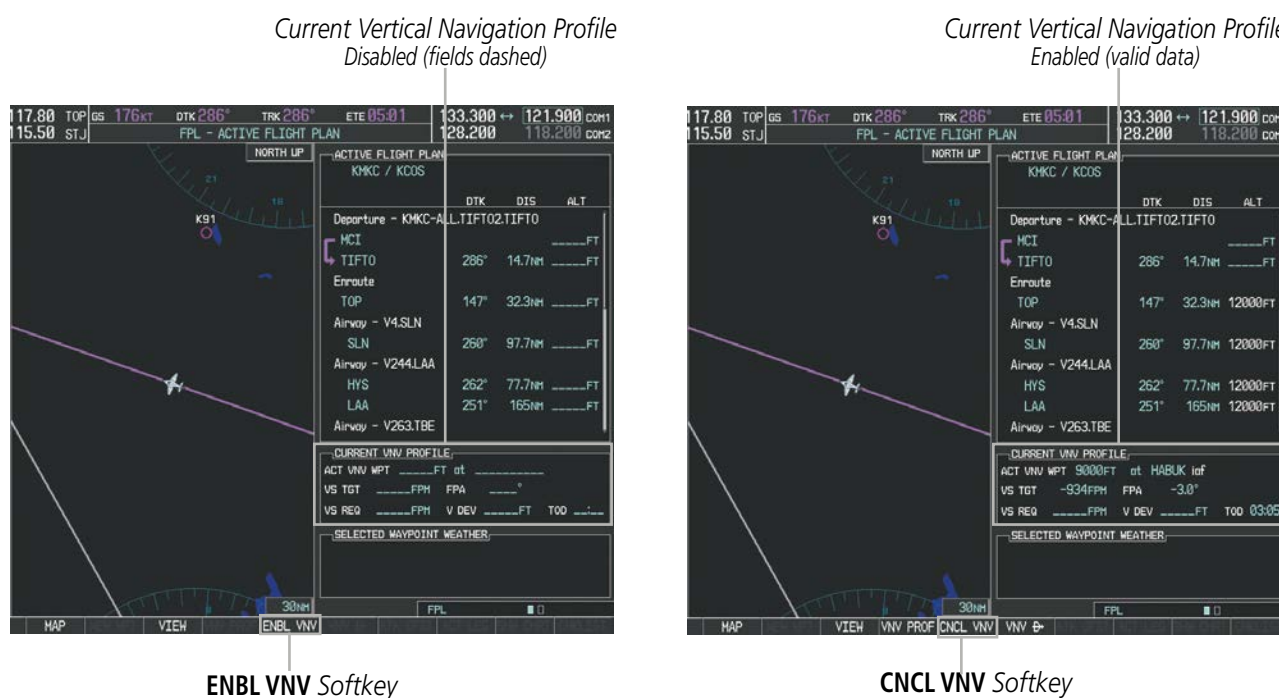 Current Vertical Navigation Profile
Disabled (fields dashed)
117.80 TOP GS 176KT DTK 286° TRK 286° ETE 05:01 133.300 ↔ 121.900 COM1
115.50 STJ FPL - ACTIVE FLIGHT PLAN 128.200 118.200 COM2
NORTH UP
21
18
K91
ACTIVE FLIGHT PLAN
KMKC / KCOS
DTK DIS ALT
Departure - KMKC-ALL.TIFTO2.TIFTO
MCI _____FT
TIFTO 286° 14.7NM _____FT
Enroute
TOP 147° 32.3NM _____FT
Airway - V4.SLN
SLN 260° 97.7NM _____FT
Airway - V244.LAA
HYS 262° 77.7NM _____FT
LAA 251° 165NM _____FT
Airway - V263.TBE
CURRENT VNV PROFILE
ACT VNV WPT _____FT at __________
VS TGT _____FPM FPA ____°
VS REQ _____FPM V DEV _____FT TOD __:__
SELECTED WAYPOINT WEATHER
30NM
FPL
MAP VIEW ENBL VNV
ENBL VNV Softkey
Current Vertical Navigation Profile
Enabled (valid data)
117.80 TOP GS 176KT DTK 286° TRK 286° ETE 05:01 133.300 ↔ 121.900 COM
115.50 STJ FPL - ACTIVE FLIGHT PLAN 128.200 118.200 COM
NORTH UP
21
18
K91
ACTIVE FLIGHT PLAN
KMKC / KCOS
DTK DIS ALT
Departure - KMKC-ALL.TIFTO2.TIFTO
MCI _____FT
TIFTO 286° 14.7NM _____FT
Enroute
TOP 147° 32.3NM 12000FT
Airway - V4.SLN
SLN 260° 97.7NM 12000FT
Airway - V244.LAA
HYS 262° 77.7NM 12000FT
LAA 251° 165NM 12000FT
Airway - V263.TBE
CURRENT VNV PROFILE
ACT VNV WPT 9000FT at HABUK iaf
VS TGT -934FPM FPA -3.0°
VS REQ _____FPM V DEV _____FT TOD 03:05
SELECTED WAYPOINT WEATHER
30NM
FPL
MAP VIEW VNV PROF CNCL VNV VNV D→
CNCL VNV Softkey